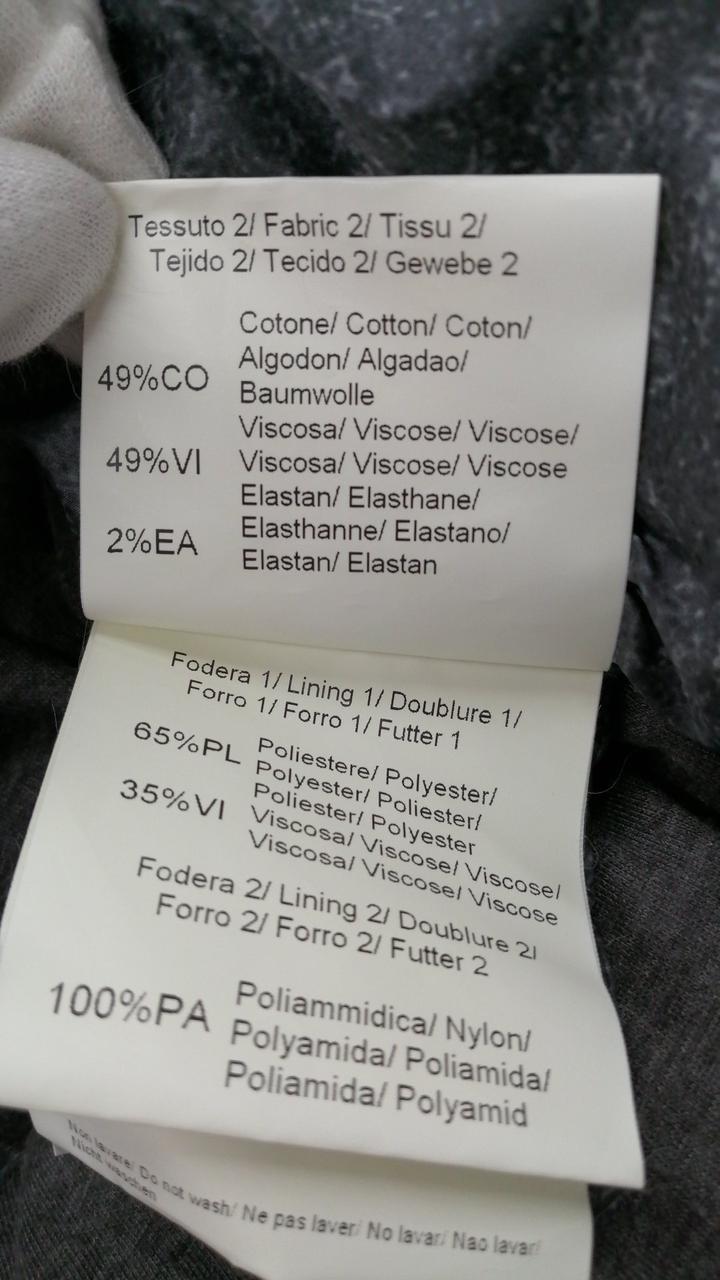 Tessuto 2/ Fabric 2/ Tissu 2/
Tejido 2/ Tecido 2/ Gewebe 2
49%CO
Cotone/ Cotton/ Coton/
Algodon/ Algadao/
Baumwolle
49%VI
Viscosa/ Viscose/ Viscose/
Viscosa/ Viscose/ Viscose
2%EA
Elastan/ Elasthane/
Elasthanne/ Elastano/
Elastan/ Elastan
Fodera 1/ Lining 1/ Doublure 1/
Forro 1/ Forro 1/ Futter 1
65%PL
Poliestere/ Polyester/
Polyester/ Poliester/
Poliester/ Polyester
35%VI
Viscosa/ Viscose/ Viscose/
Viscosa/ Viscose/ Viscose
Fodera 2/ Lining 2/ Doublure 2/
Forro 2/ Forro 2/ Futter 2
100%PA
Poliammidica/ Nylon/
Polyamida/ Poliamida/
Poliamida/ Polyamid
Non lavare/ Do not wash/ Ne pas laver/ No lavar/ Nao lavar/
Nicht waschen